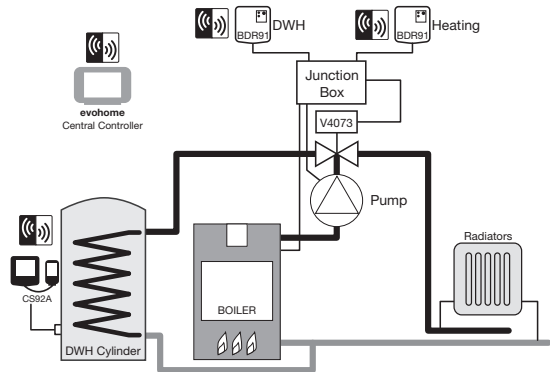 BDR91
DWH
BDR91
Heating
Junction
Box
evohome
Central Controller
V4073
Pump
Radiators
CS92A
BOILER
DWH Cylinder